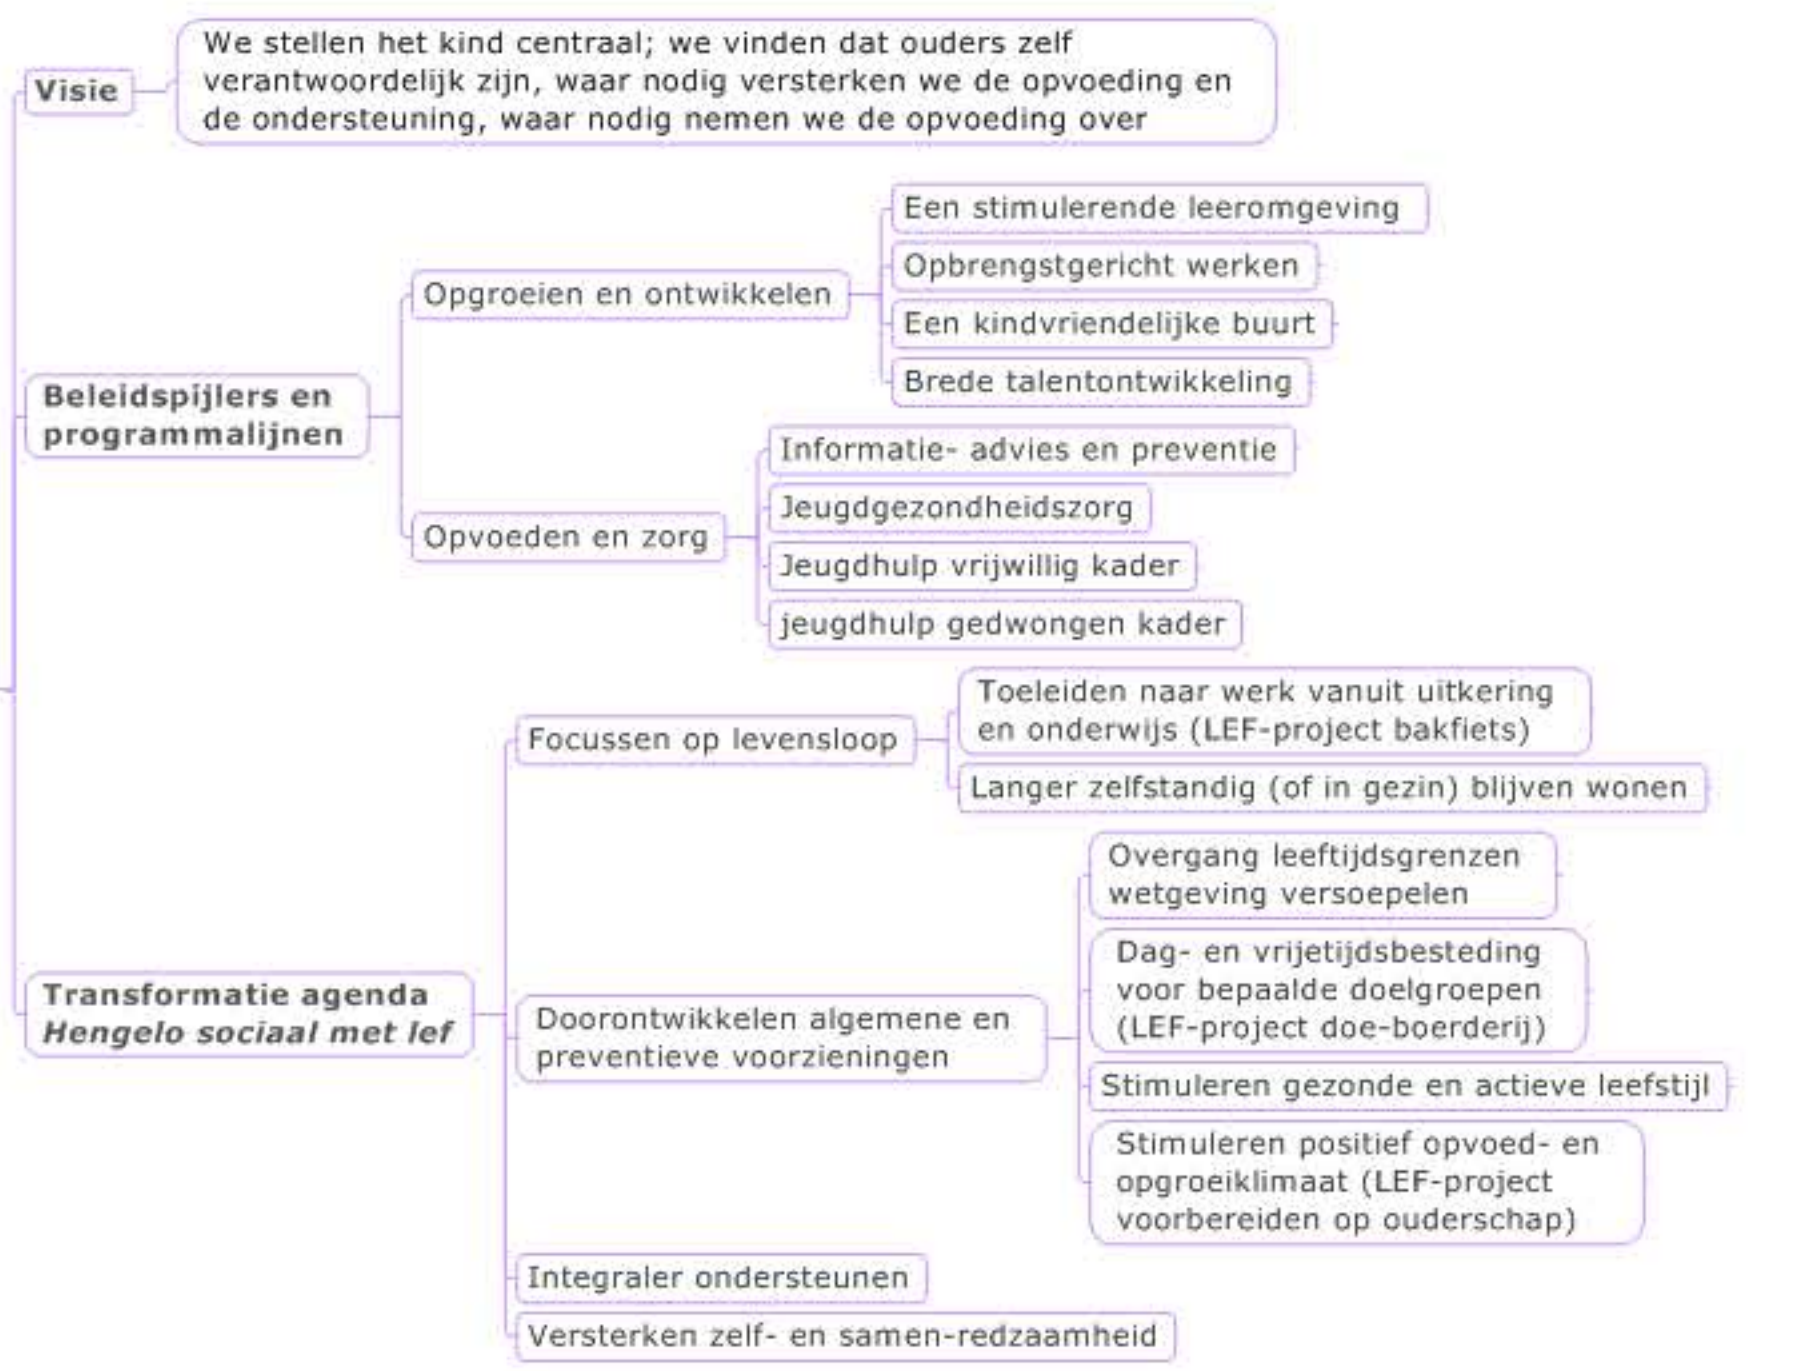 Visie
We stellen het kind centraal; we vinden dat ouders zelf
verantwoordelijk zijn, waar nodig versterken we de opvoeding en
de ondersteuning, waar nodig nemen we de opvoeding over
Beleidspijlers en
programmalijnen
Opgroeien en ontwikkelen
Een stimulerende leeromgeving
Opbrengstgericht werken
Een kindvriendelijke buurt
Brede talentontwikkeling
Opvoeden en zorg
Informatie- advies en preventie
Jeugdgezondheidszorg
Jeugdhulp vrijwillig kader
jeugdhulp gedwongen kader
Transformatie agenda
Hengelo sociaal met lef
Focussen op levensloop
Toeleiden naar werk vanuit uitkering
en onderwijs (LEF-project bakfiets)
Langer zelfstandig (of in gezin) blijven wonen
Doorontwikkelen algemene en
preventieve voorzieningen
Overgang leeftijdsgrenzen
wetgeving versoepelen
Dag- en vrijetijdsbesteding
voor bepaalde doelgroepen
(LEF-project doe-boerderij)
Stimuleren gezonde en actieve leefstijl
Stimuleren positief opvoed- en
opgroeiklimaat (LEF-project
voorbereiden op ouderschap)
Integraler ondersteunen
Versterken zelf- en samen-redzaamheid